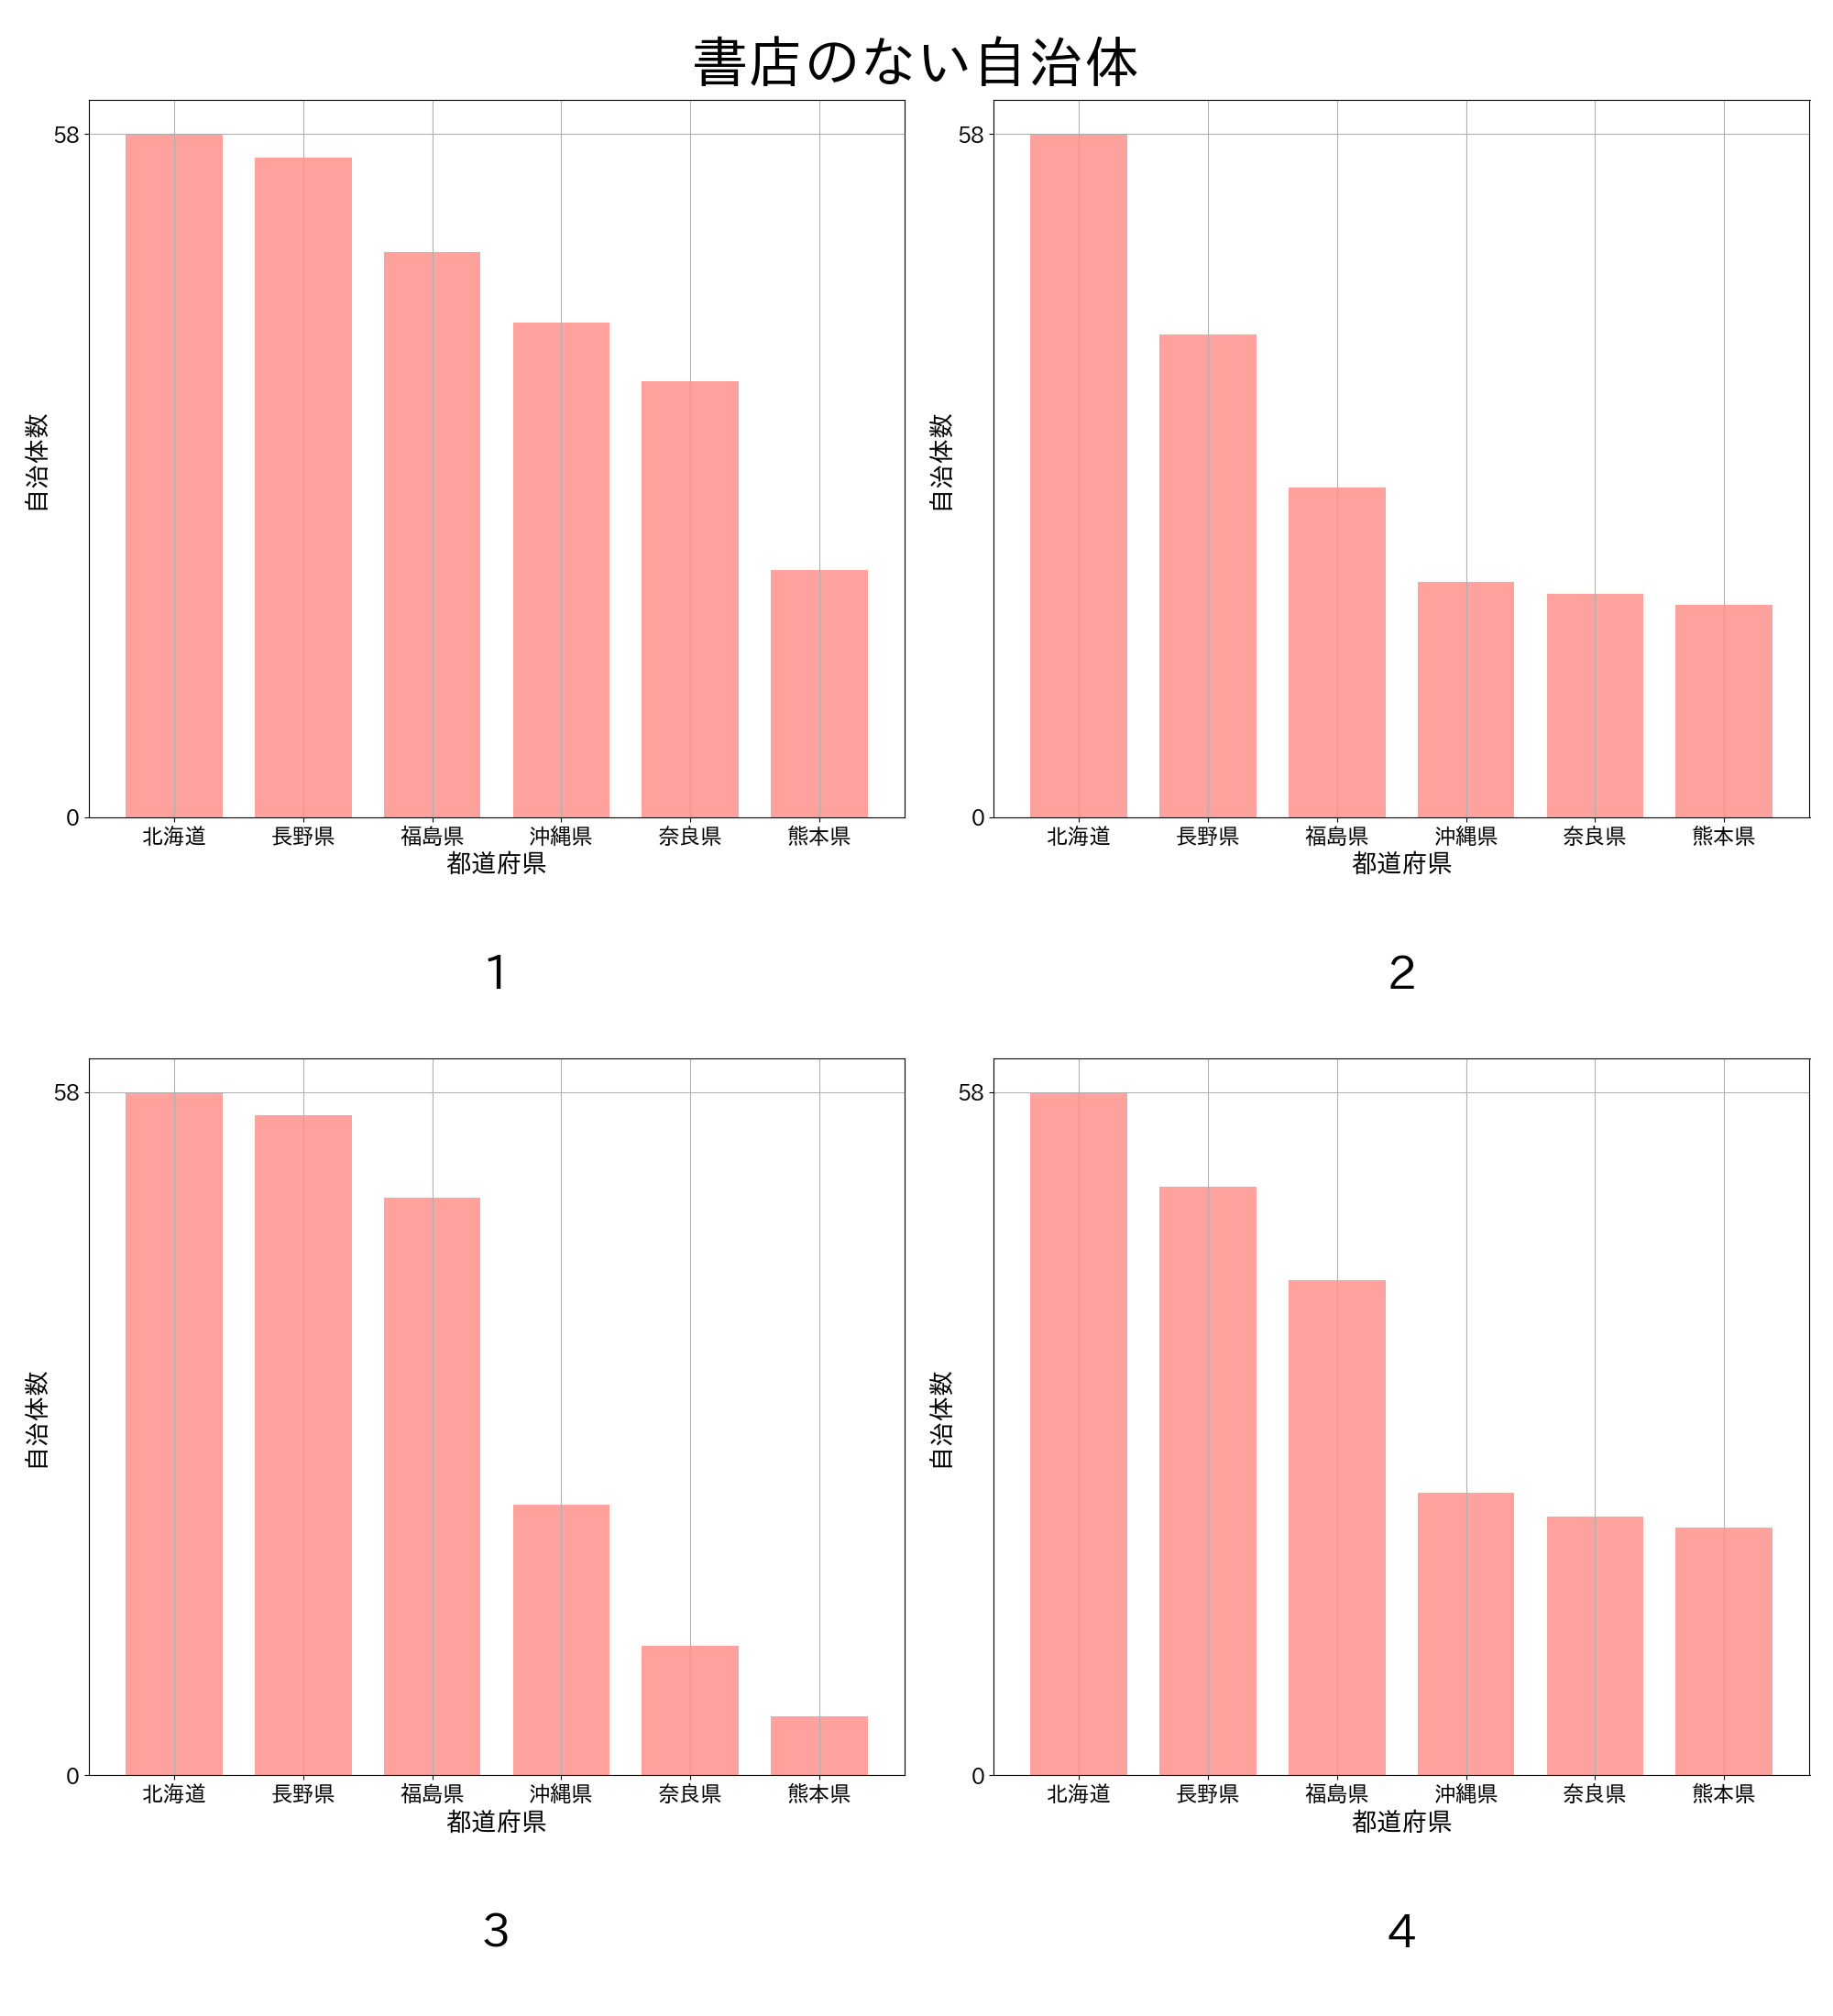 書店のない自治体
58
0
自治体数
北海道 長野県 福島県 沖縄県 奈良県 熊本県
都道府県
1
58
0
自治体数
北海道 長野県 福島県 沖縄県 奈良県 熊本県
都道府県
2
58
0
自治体数
北海道 長野県 福島県 沖縄県 奈良県 熊本県
都道府県
3
58
0
自治体数
北海道 長野県 福島県 沖縄県 奈良県 熊本県
都道府県
4